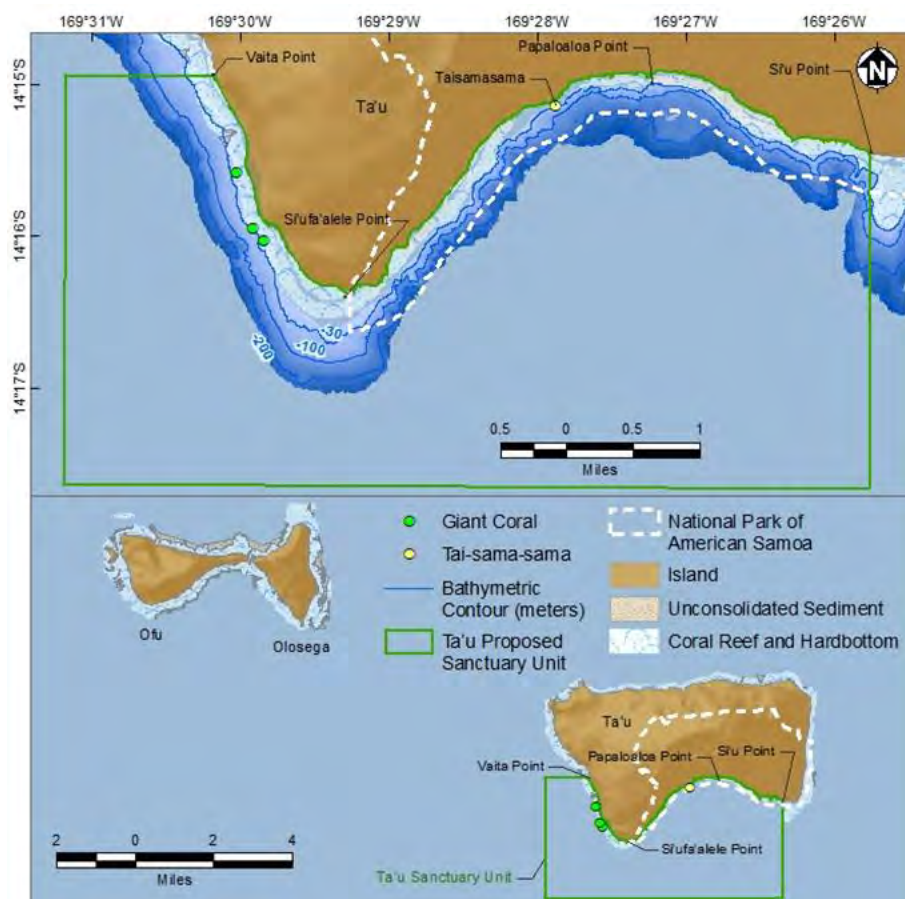 169°31'W
169°30'W
169°29'W
169°28'W
169°27'W
169°26'W
14°15'S
14°16'S
14°17'S
Vaita Point
Papaloaloa Point
Taisamasama
Si'u Point
N
Ta'u
Si'ufa'alele Point
-30
-100
-200
0.5 0 0.5 1
Miles
Giant Coral
Tai-sama-sama
Bathymetric
Contour (meters)
Ta'u Proposed
Sanctuary Unit
National Park of
American Samoa
Island
Unconsolidated Sediment
Coral Reef and Hardbottom
Ofu
Olosega
Ta'u
Si'u Point
Papaloaloa Point
Vaita Point
Si'ufa'alele Point
Ta'u Sanctuary Unit
2 0 2 4
Miles